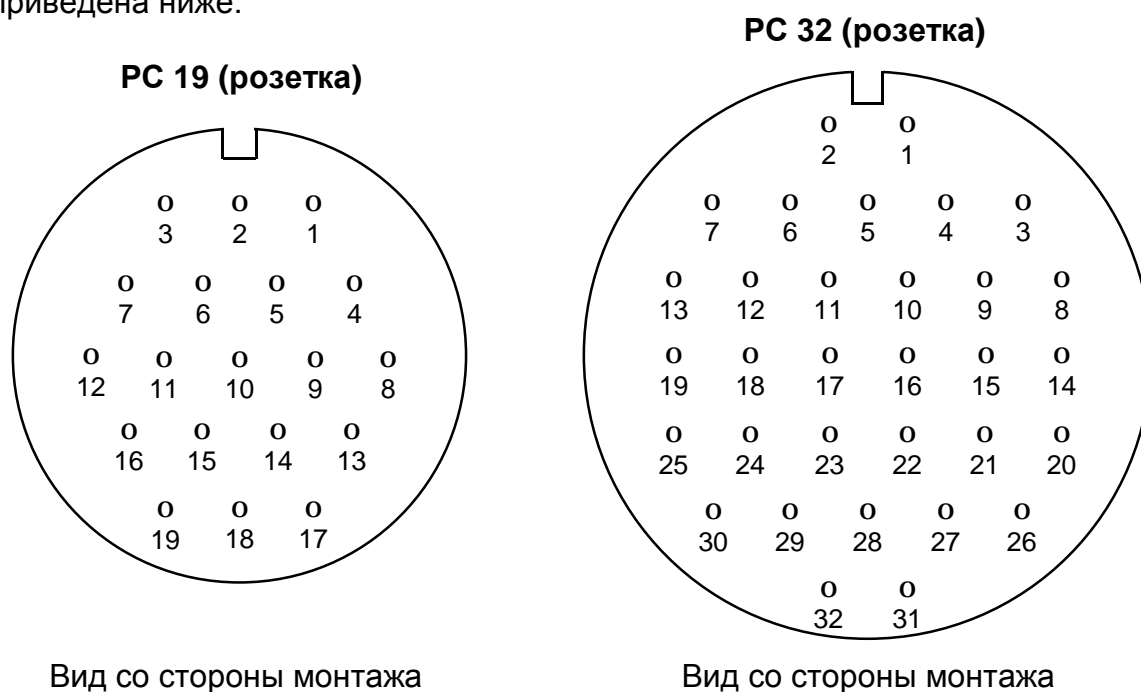 приведена ниже.
РС 19 (розетка)
о о о
3 2 1
о о о о
7 6 5 4
о о о о о
12 11 10 9 8
о о о о
16 15 14 13
о о о
19 18 17
Вид со стороны монтажа
РС 32 (розетка)
о о
2 1
о о о о о
7 6 5 4 3
о о о о о о
13 12 11 10 9 8
о о о о о о
19 18 17 16 15 14
о о о о о о
25 24 23 22 21 20
о о о о о
30 29 28 27 26
о о
32 31
Вид со стороны монтажа